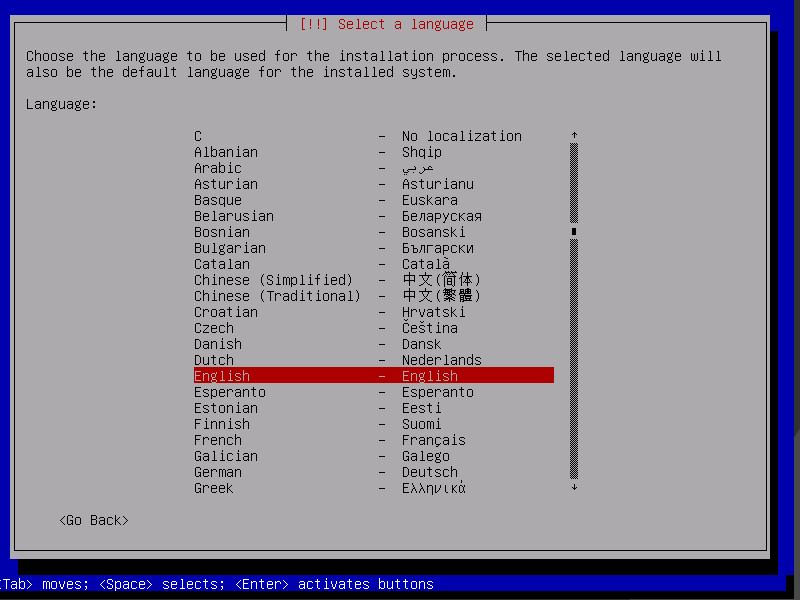 [!!] Select a language
Choose the language to be used for the installation process. The selected language will
also be the default language for the installed system.
Language:
C - No localization
Albanian - Shqip
Arabic - عربي
Asturian - Asturianu
Basque - Euskara
Belarusian - Беларуская
Bosnian - Bosanski
Bulgarian - Български
Catalan - Català
Chinese (Simplified) - 中文(简体)
Chinese (Traditional) - 中文(繁體)
Croatian - Hrvatski
Czech - Čeština
Danish - Dansk
Dutch - Nederlands
English - English
Esperanto - Esperanto
Estonian - Eesti
Finnish - Suomi
French - Français
Galician - Galego
German - Deutsch
Greek - Ελληνικά
<Go Back>
<Tab> moves; <Space> selects; <Enter> activates buttons